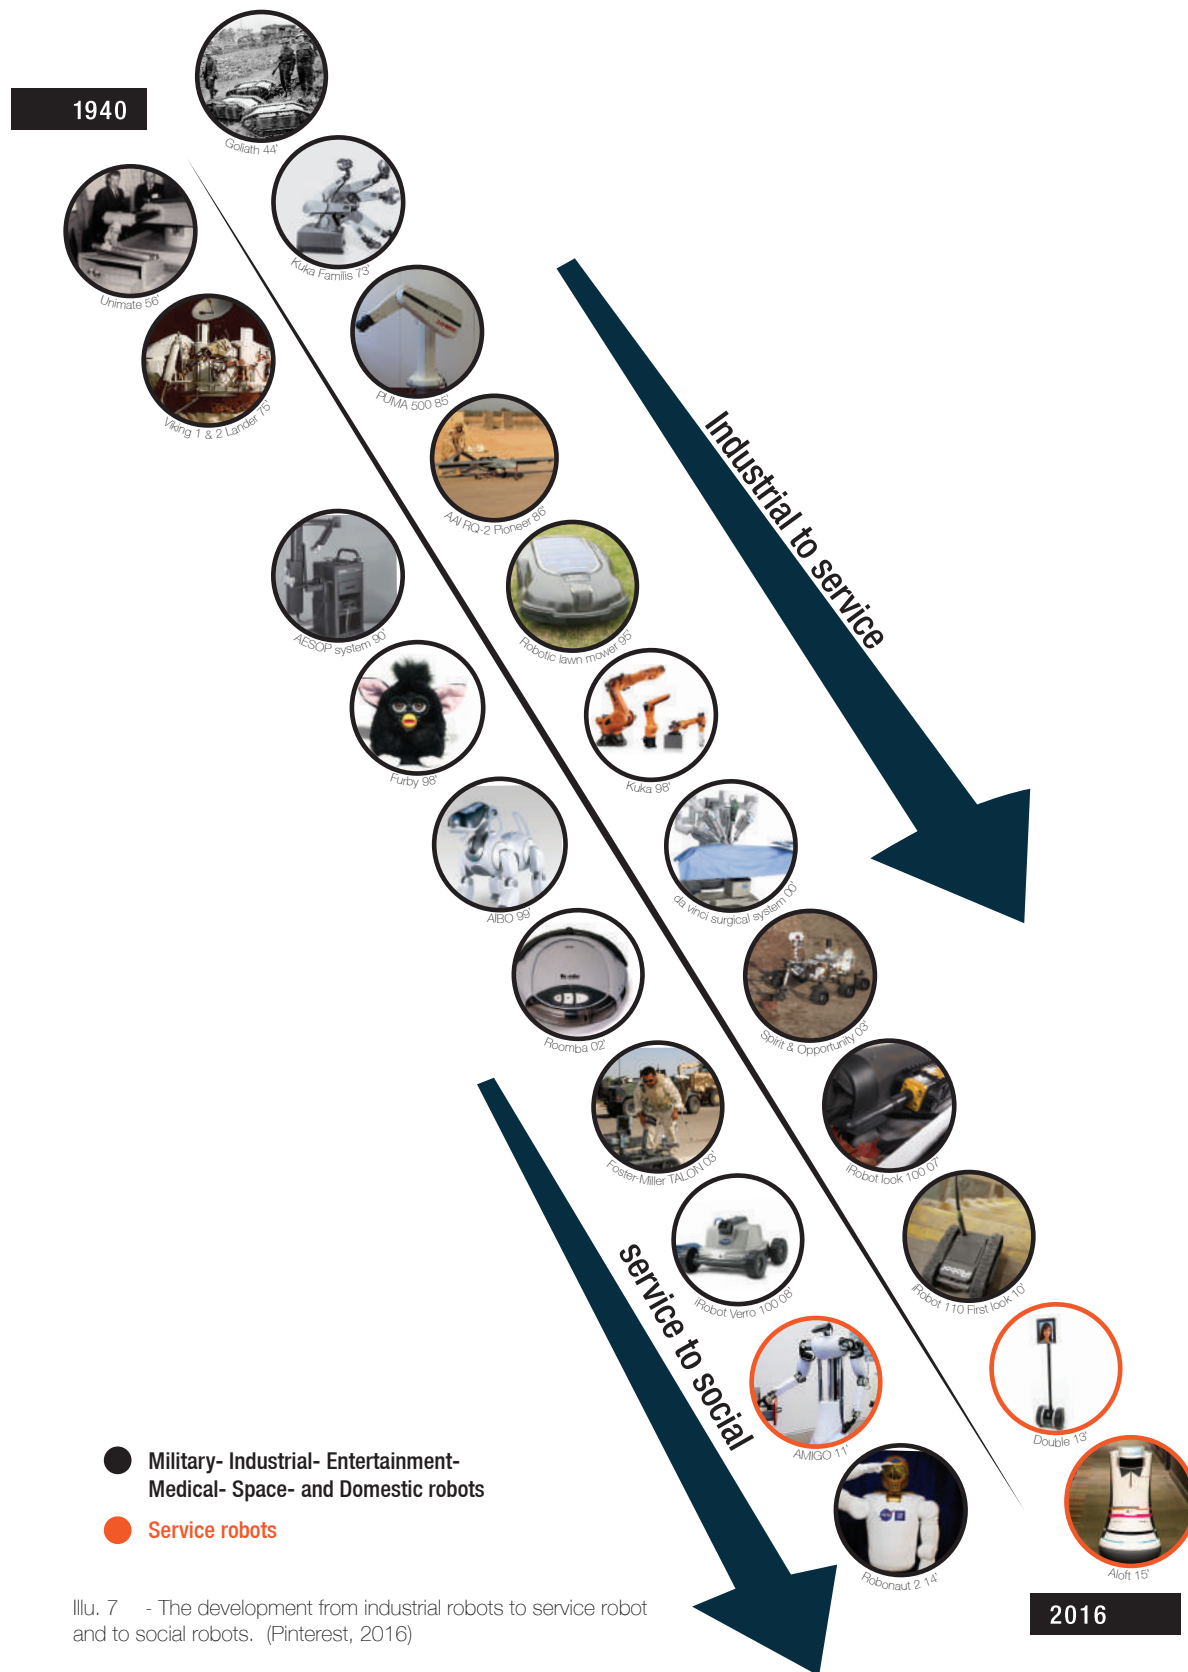 1940
Goliath 44'
Kuka Familis 73'
Unimate 56'
PUMA 500 85'
Viking 1 & 2 Lander 75'
AAI RQ-2 Pioneer 86'
Industrial to service
AESOP system 90'
Robotic lawn mower 95'
Furby 98'
Kuka 98'
da vinci surgical system 00'
AIBO 99'
Spirit & Opportunity 03'
Roomba 02'
Foster-Miller TALON 03'
iRobot look 100 07'
service to social
iRobot Verro 100 08'
iRobot 110 First look 10'
AMIGO 11'
Double 13'
Robonaut 2 14'
Aloft 15'
Military- Industrial- Entertainment-
Medical- Space- and Domestic robots
Service robots
Illu. 7 - The development from industrial robots to service robot
and to social robots. (Pinterest, 2016)
2016